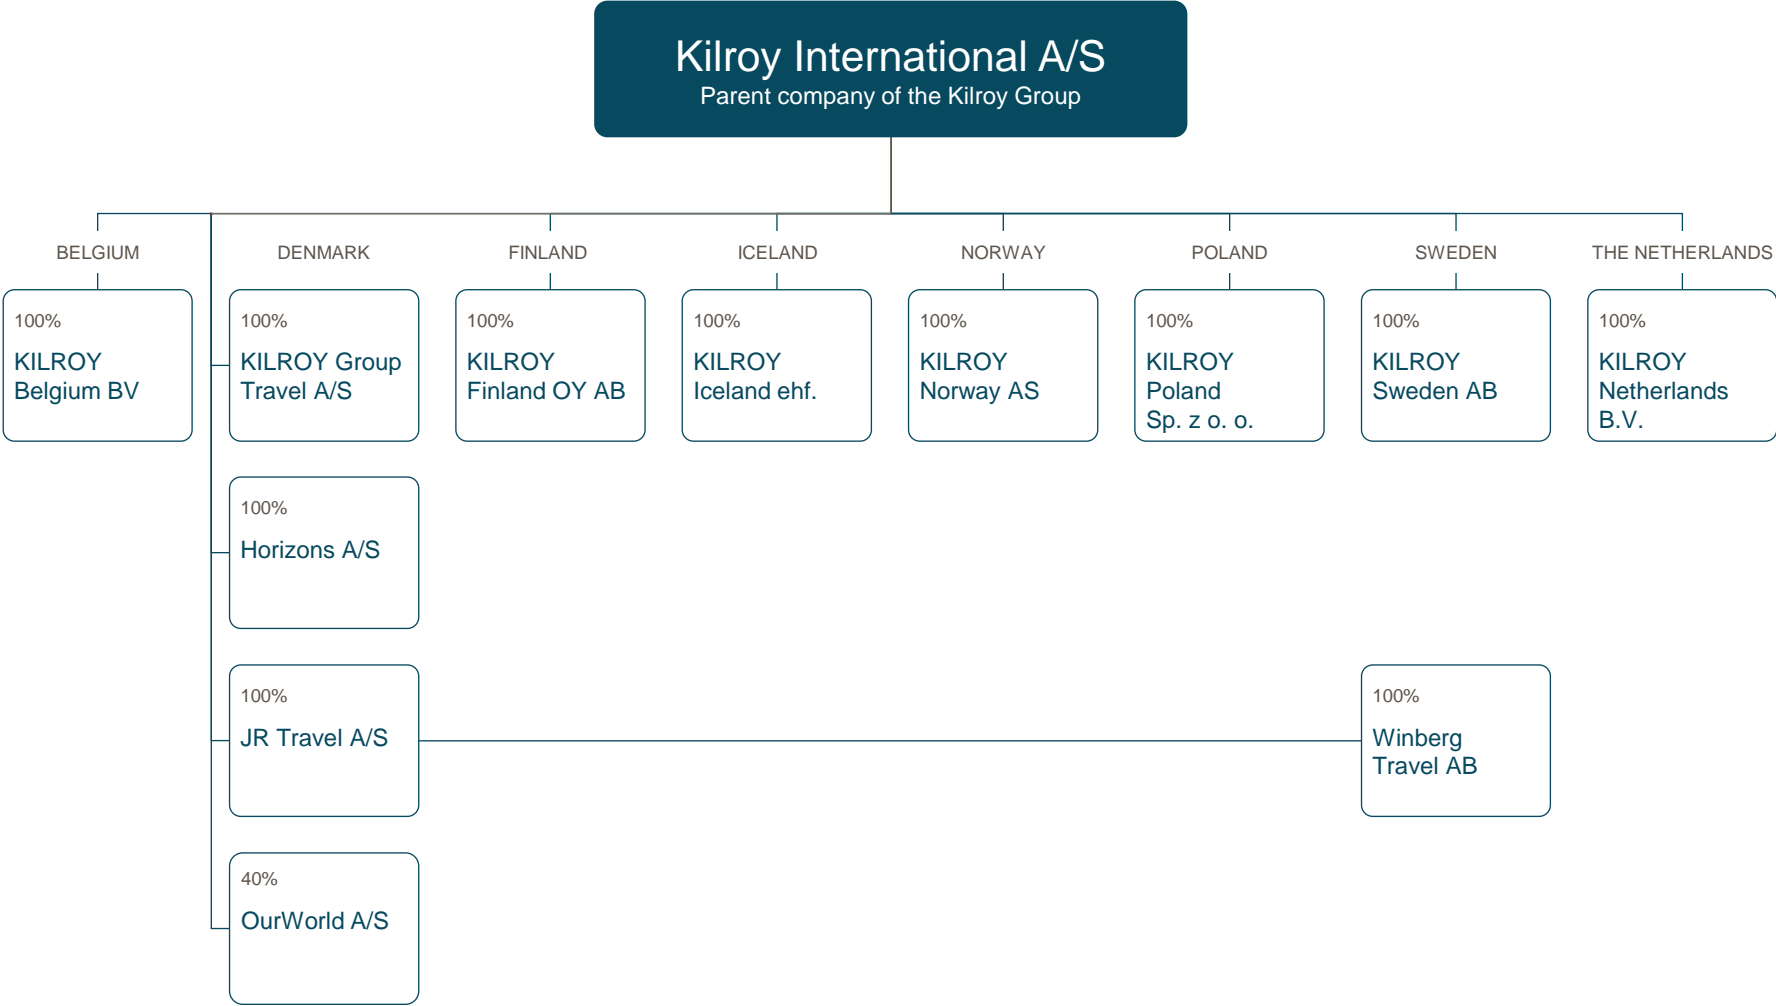 Kilroy International A/S
Parent company of the Kilroy Group
BELGIUM
DENMARK
FINLAND
ICELAND
NORWAY
POLAND
SWEDEN
THE NETHERLANDS
100%
KILROY
Belgium BV
100%
KILROY Group
Travel A/S
100%
KILROY
Finland OY AB
100%
KILROY
Iceland ehf.
100%
KILROY
Norway AS
100%
KILROY
Poland
Sp. z o. o.
100%
KILROY
Sweden AB
100%
KILROY
Netherlands
B.V.
100%
Horizons A/S
100%
JR Travel A/S
100%
Winberg
Travel AB
40%
OurWorld A/S